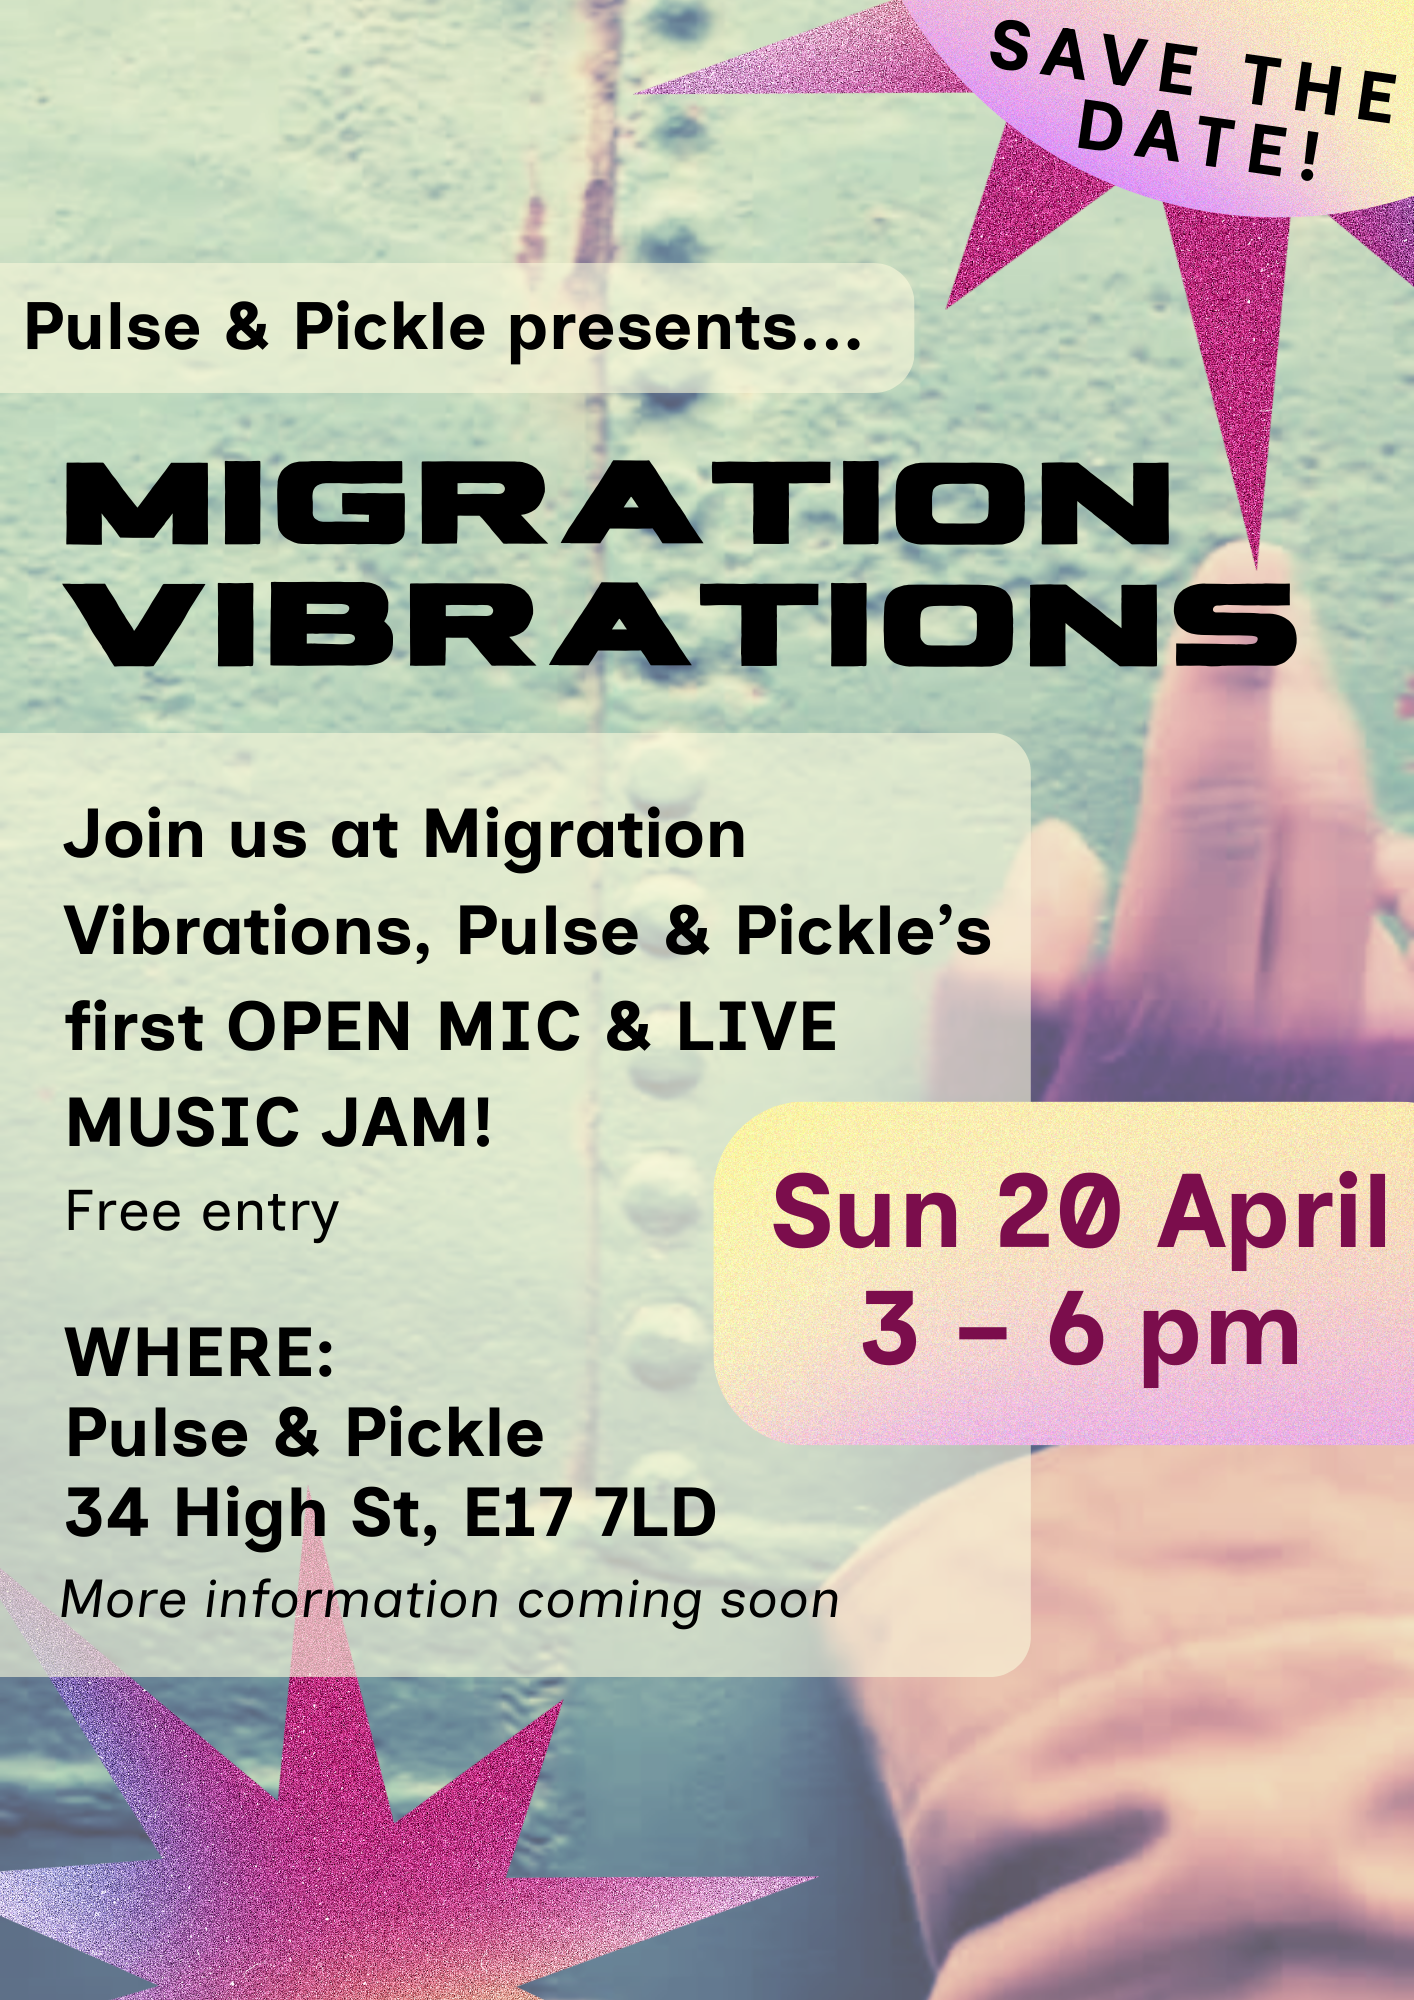 SAVE THE
DATE!
Pulse & Pickle presents...
MIGRATION
VIBRATIONS
Join us at Migration
Vibrations, Pulse & Pickle’s
first OPEN MIC & LIVE
MUSIC JAM!
Free entry
Sun 20 April
3 – 6 pm
WHERE:
Pulse & Pickle
34 High St, E17 7LD
More information coming soon